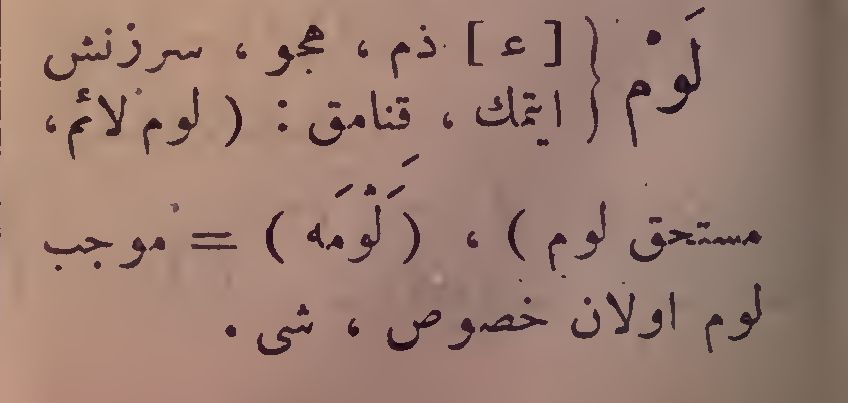 لَوْم { [ ع ] ذم ، هجو ، سرزنش
ايتمك ، قنامق : ( لوم لائم ،
مستحق لوم ) ، ( لَوْمَه ) = موجب
لوم اولان خصوص ، شى .